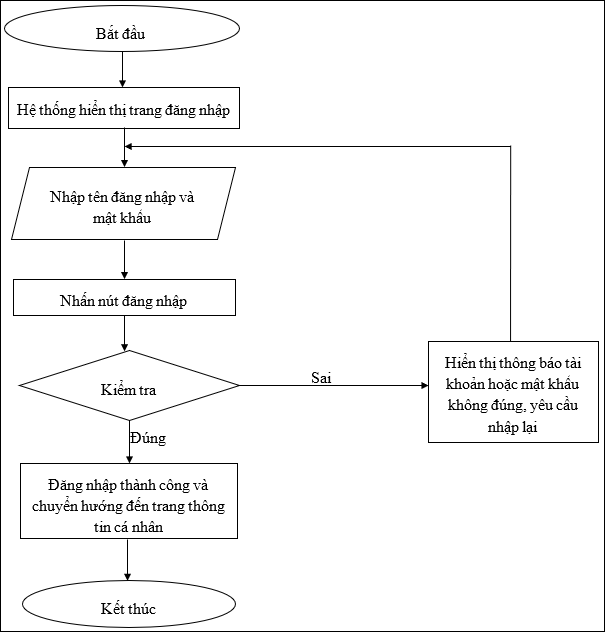 Bắt đầu
Hệ thống hiển thị trang đăng nhập
Nhập tên đăng nhập và
mật khẩu
Nhấn nút đăng nhập
Kiểm tra
Sai
Hiển thị thông báo tài
khoản hoặc mật khẩu
không đúng, yêu cầu
nhập lại
Đúng
Đăng nhập thành công và
chuyển hướng đến trang thông
tin cá nhân
Kết thúc